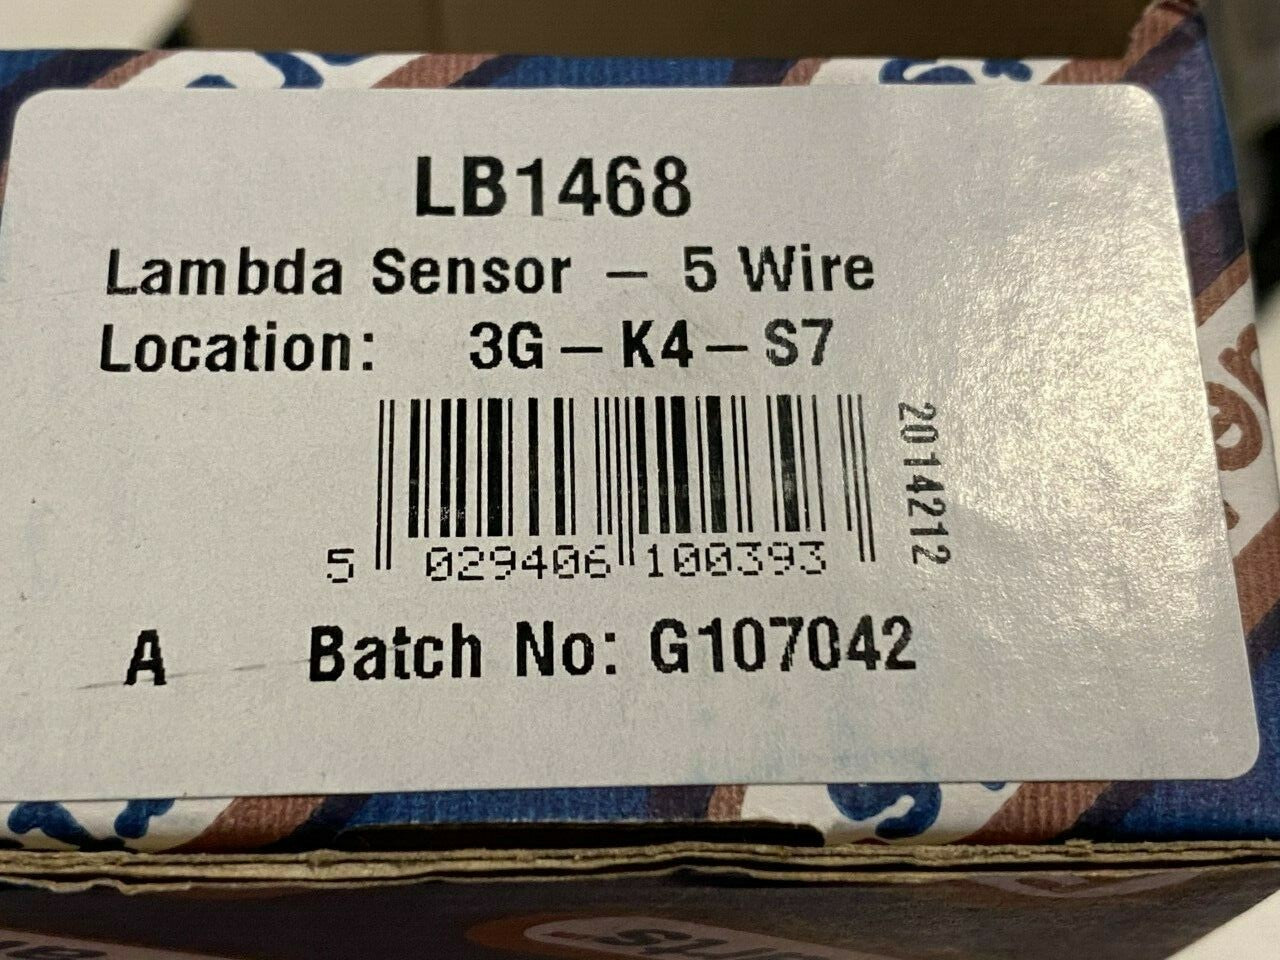 LB1468
Lambda Sensor – 5 Wire
Location: 3G – K4 – S7
2014212
5 029406 100393
A Batch No: G107042